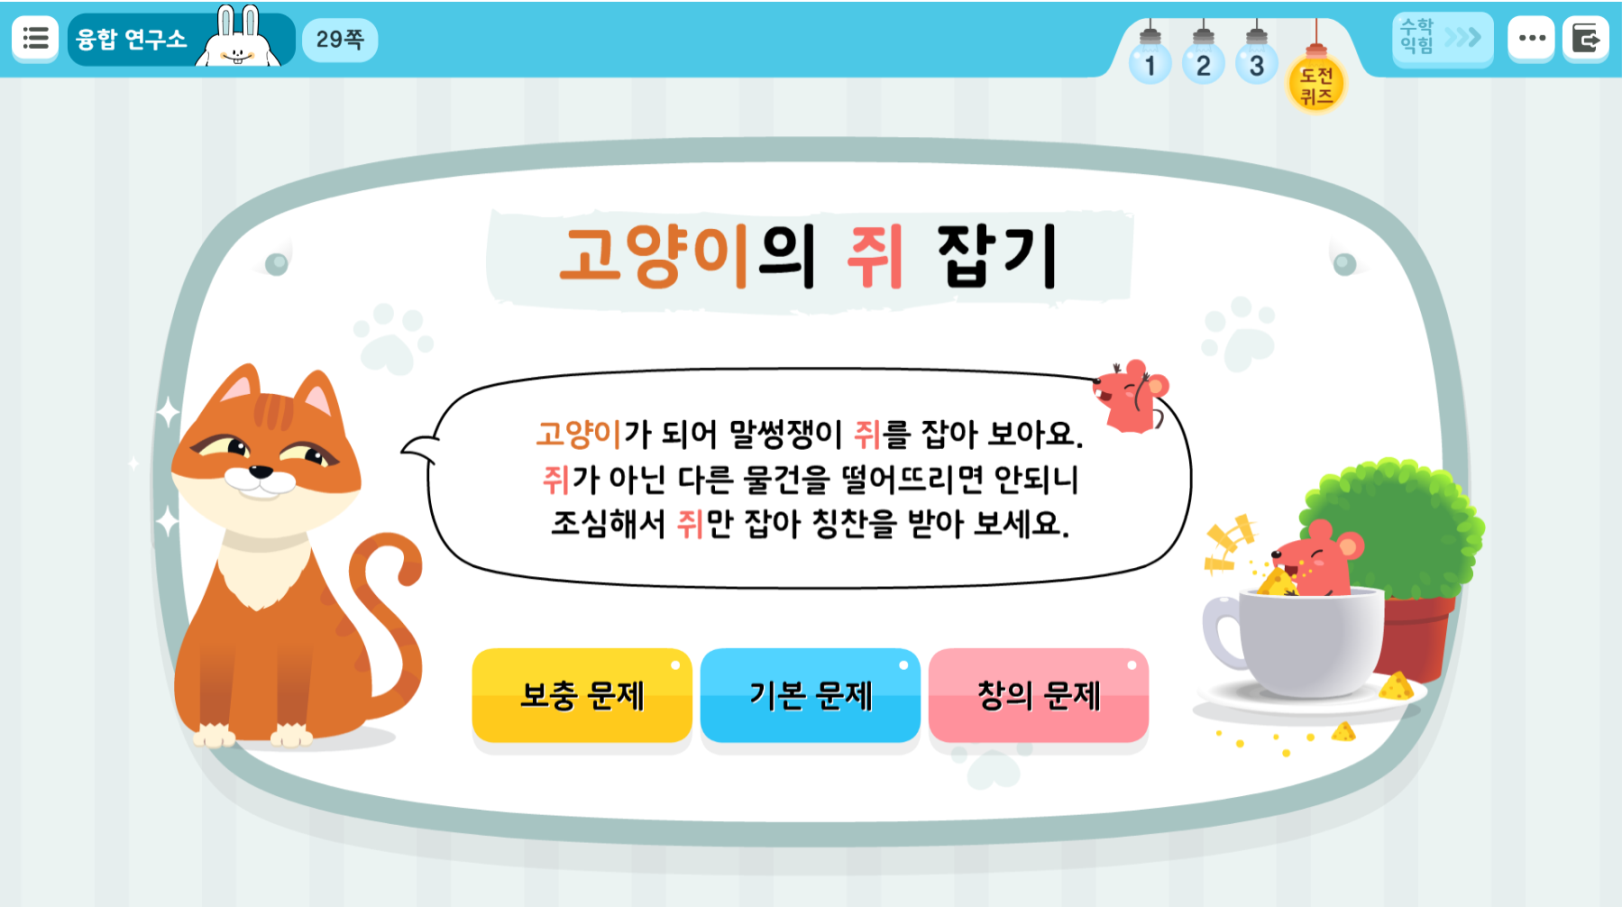 융합 연구소
29쪽
1
2
3
도전
퀴즈
수학
익힘
고양이의 쥐 잡기
고양이가 되어 말썽쟁이 쥐를 잡아 보아요.
쥐가 아닌 다른 물건을 떨어뜨리면 안되니
조심해서 쥐만 잡아 칭찬을 받아 보세요.
보충 문제
기본 문제
창의 문제